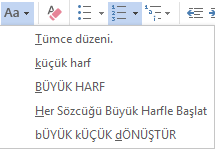 Aa
Tümce düzeni.
küçük harf
BÜYÜK HARF
Her Sözcüğü Büyük Harfle Başlat
bÜYÜK kÜÇÜK dÖNÜŞTÜR